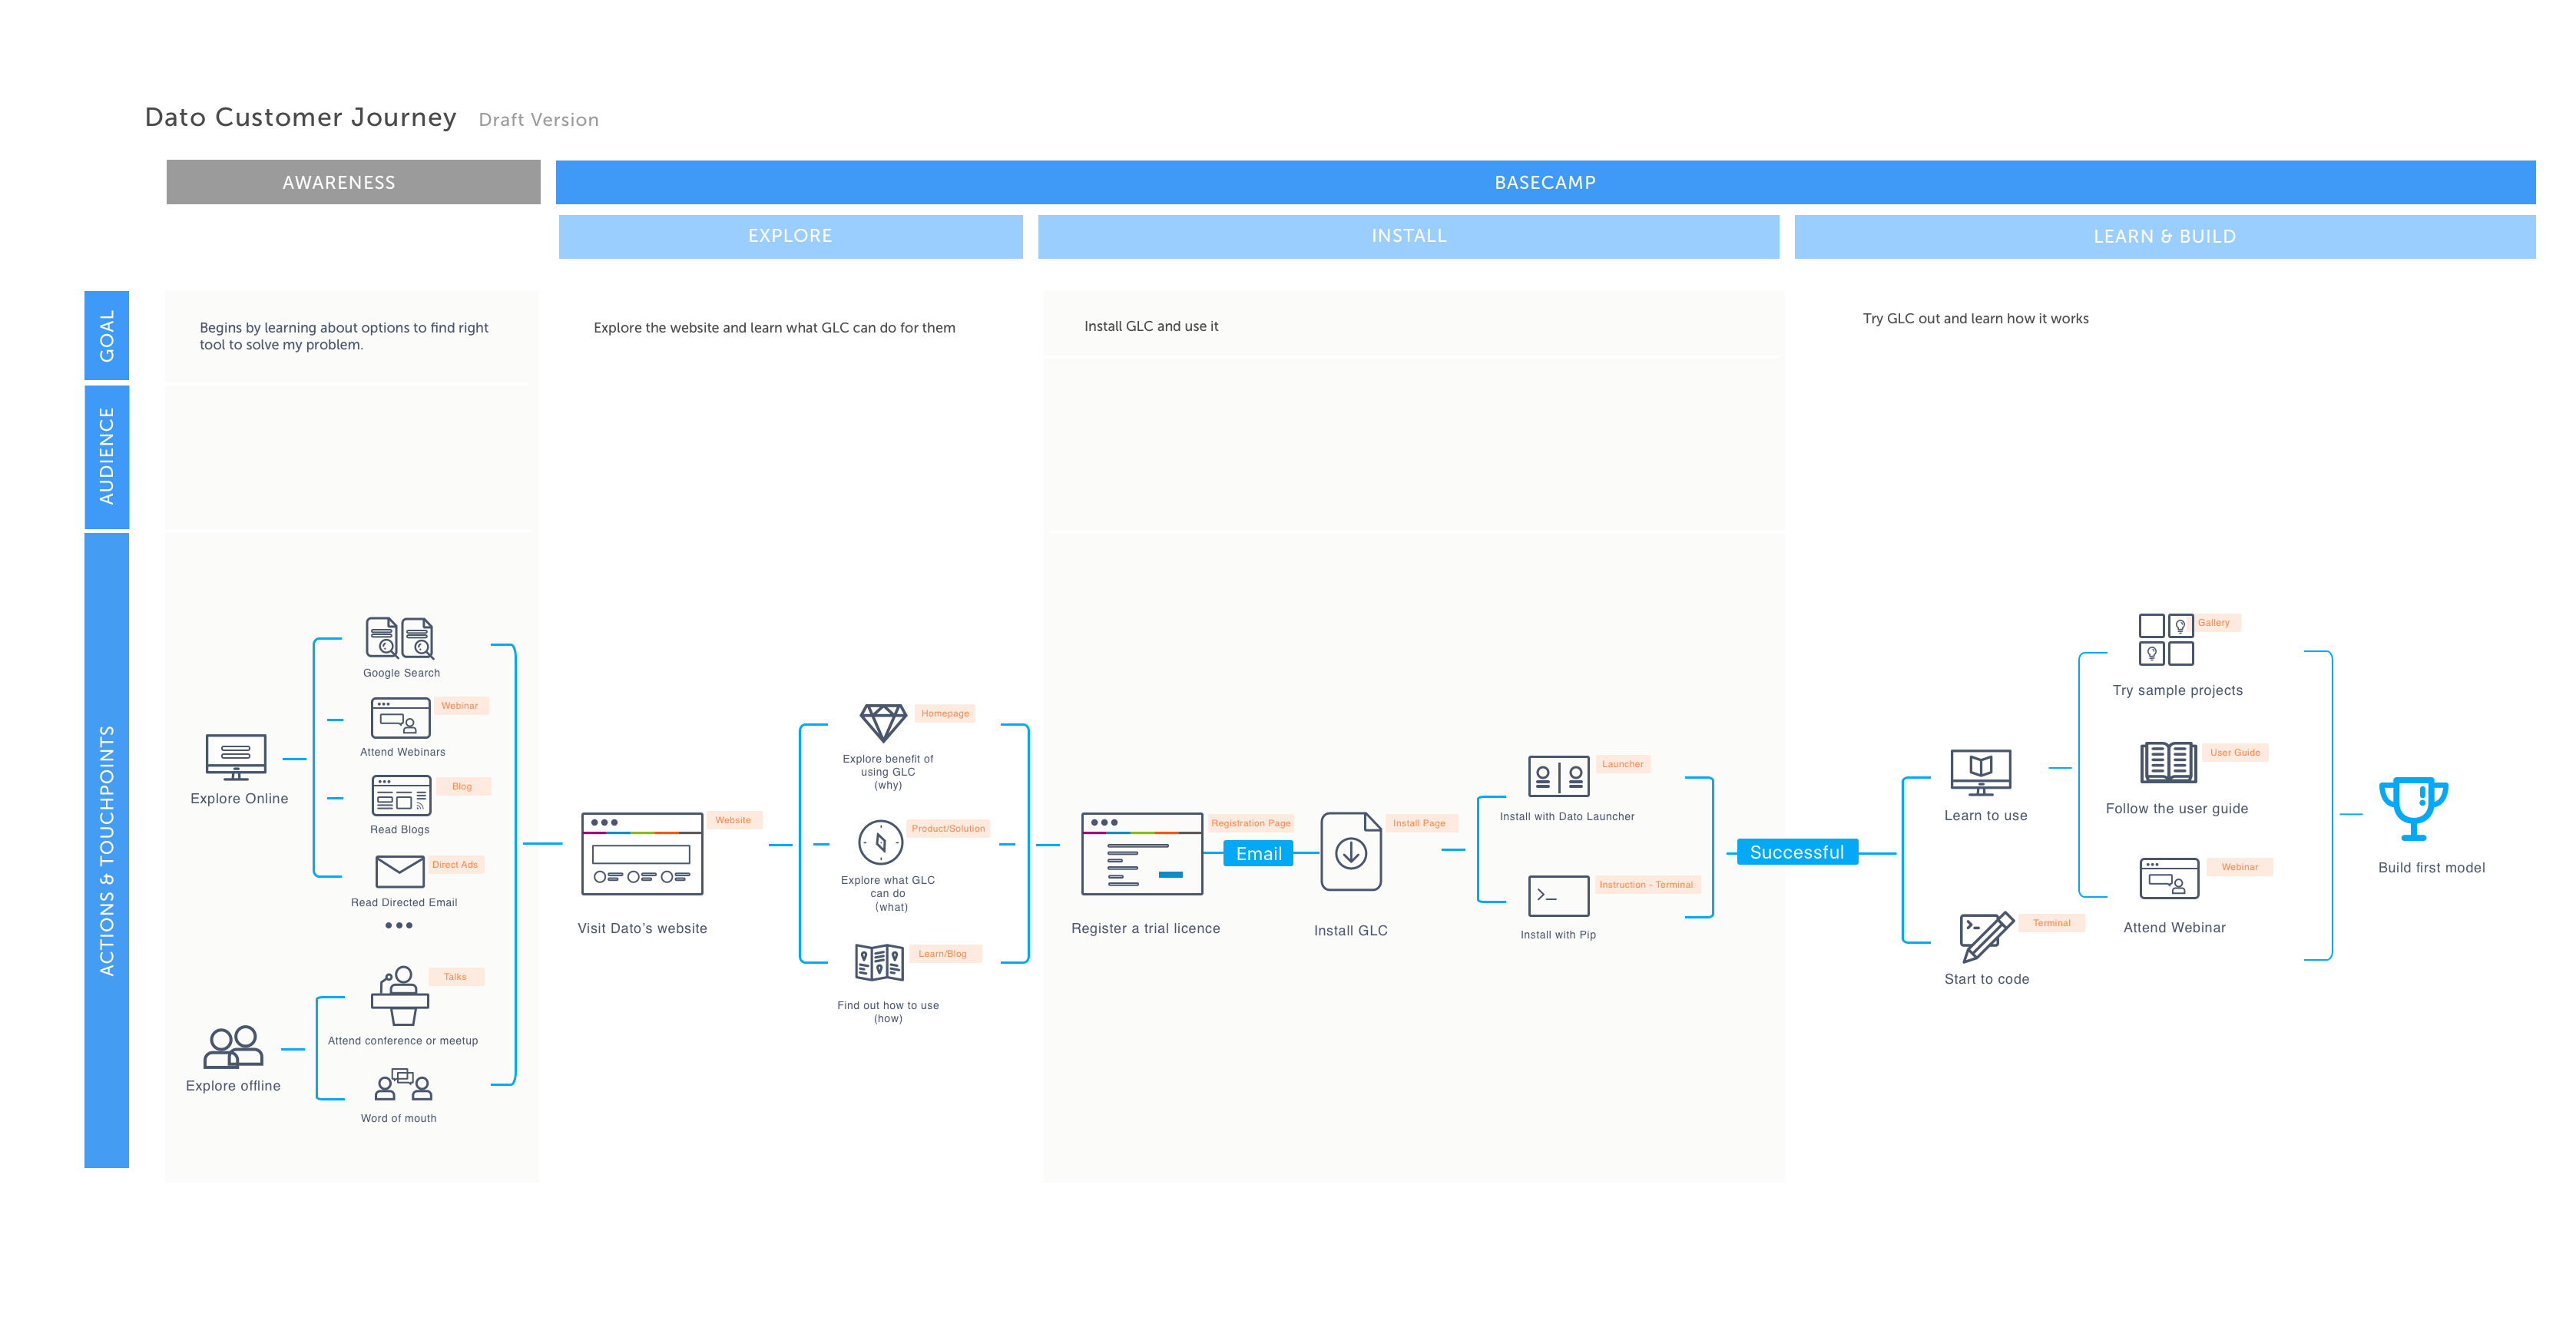 Dato Customer Journey Draft Version
AWARENESS
BASECAMP
EXPLORE
INSTALL
LEARN & BUILD
GOAL
Begins by learning about options to find right
tool to solve my problem.
Explore the website and learn what GLC can do for them
Install GLC and use it
Try GLC out and learn how it works
AUDIENCE
ACTIONS & TOUCHPOINTS
Explore Online
Google Search
Webinar
Attend Webinars
Blog
Read Blogs
Direct Ads
Read Directed Email
Talks
Attend conference or meetup
Explore offline
Word of mouth
Website
Visit Dato's website
Homepage
Explore benefit of
using GLC
(why)
Product/Solution
Explore what GLC
can do
(what)
Learn/Blog
Find out how to use
(how)
Registration Page
Register a trial licence
Email
Install Page
Install GLC
Launcher
Install with Dato Launcher
Instruction - Terminal
>_
Install with Pip
Successful
Learn to use
Terminal
Start to code
Gallery
Try sample projects
User Guide
Follow the user guide
Webinar
Attend Webinar
Build first model